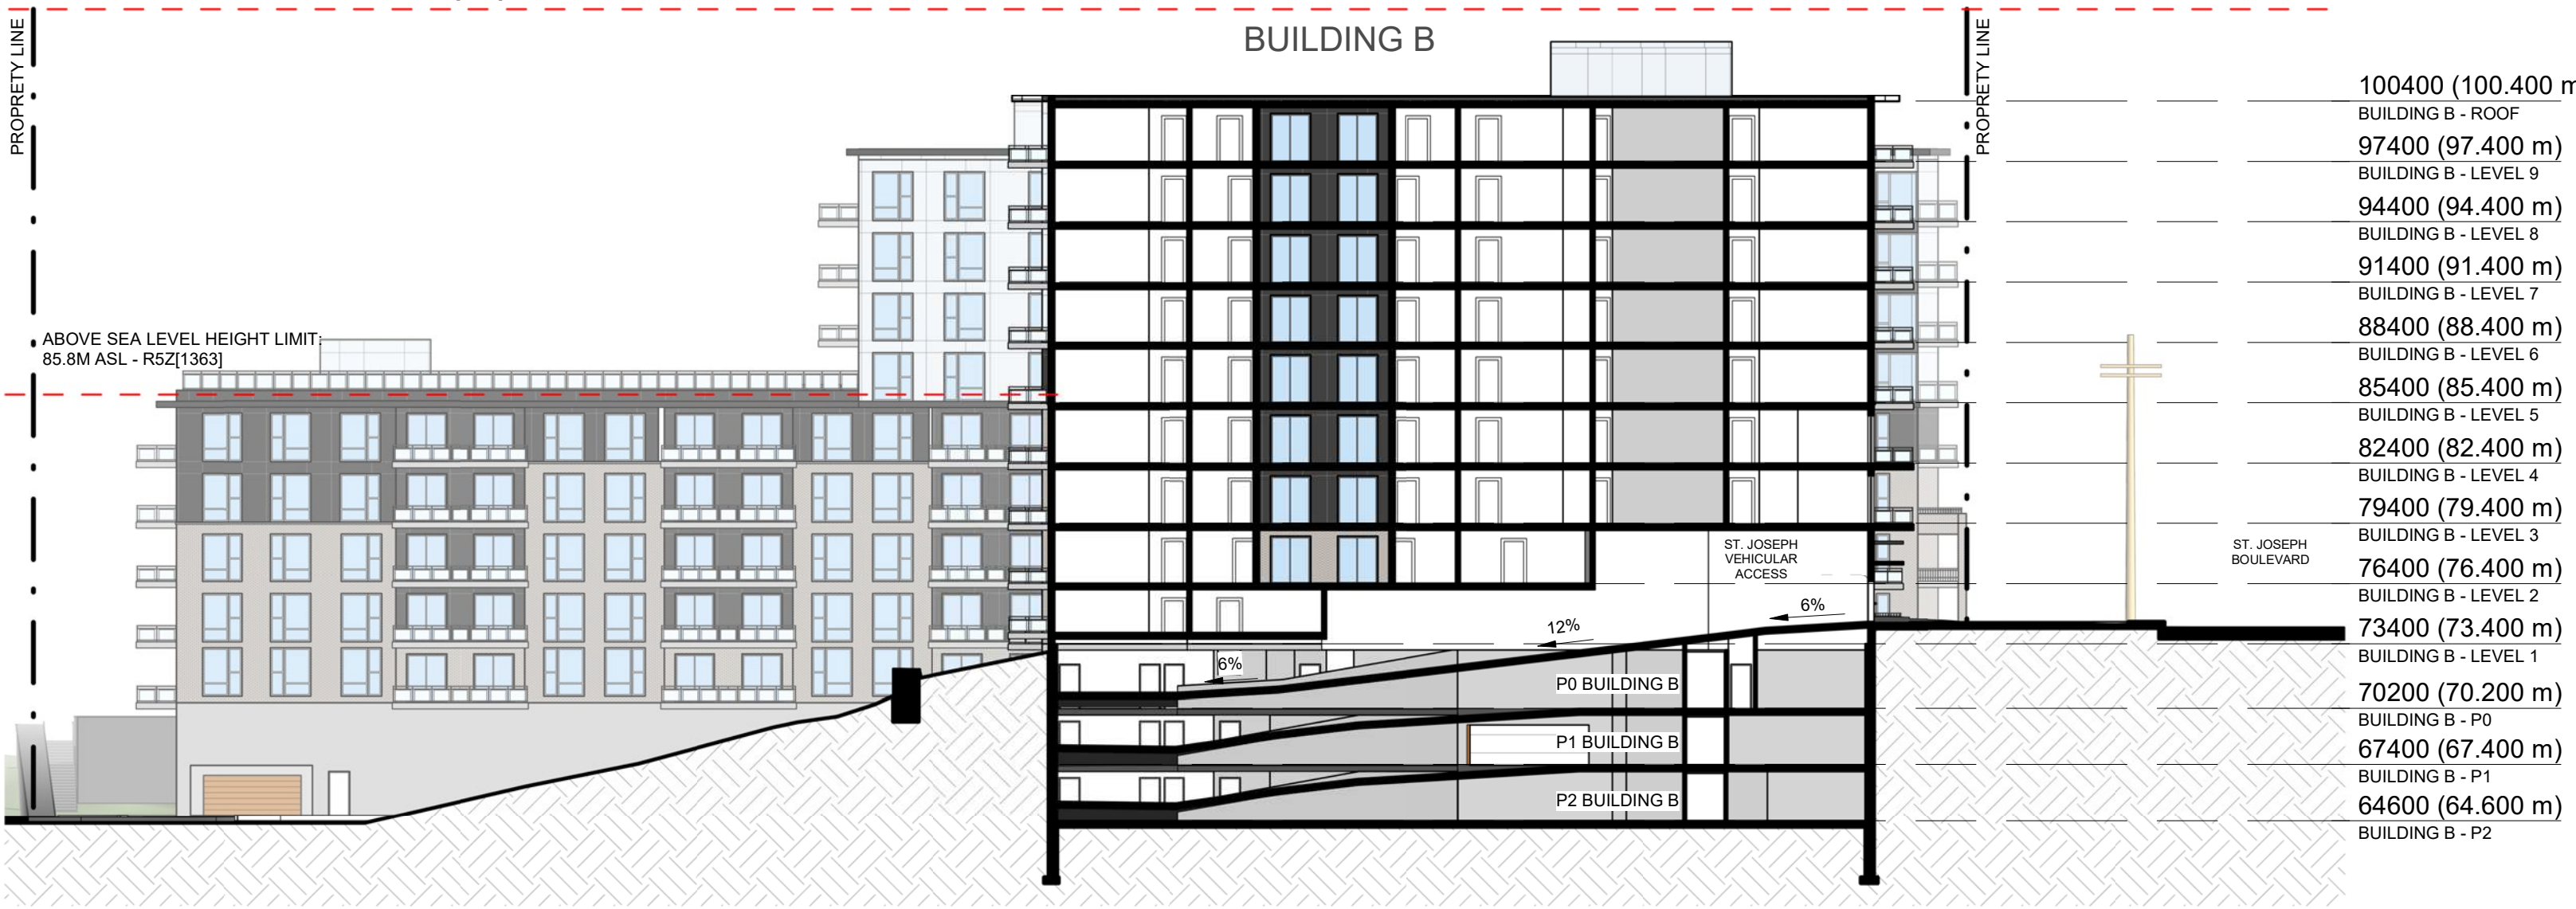 BUILDING B
PROPRETY LINE
PROPRETY LINE
100400 (100.400 m
BUILDING B - ROOF
97400 (97.400 m)
BUILDING B - LEVEL 9
94400 (94.400 m)
BUILDING B - LEVEL 8
91400 (91.400 m)
BUILDING B - LEVEL 7
88400 (88.400 m)
BUILDING B - LEVEL 6
85400 (85.400 m)
BUILDING B - LEVEL 5
82400 (82.400 m)
BUILDING B - LEVEL 4
79400 (79.400 m)
BUILDING B - LEVEL 3
76400 (76.400 m)
BUILDING B - LEVEL 2
73400 (73.400 m)
BUILDING B - LEVEL 1
70200 (70.200 m)
BUILDING B - P0
67400 (67.400 m)
BUILDING B - P1
64600 (64.600 m)
BUILDING B - P2
ABOVE SEA LEVEL HEIGHT LIMIT:
85.8M ASL - R5Z[1363]
ST. JOSEPH
VEHICULAR
ACCESS
ST. JOSEPH
BOULEVARD
6%
12%
6%
P0 BUILDING B
P1 BUILDING B
P2 BUILDING B